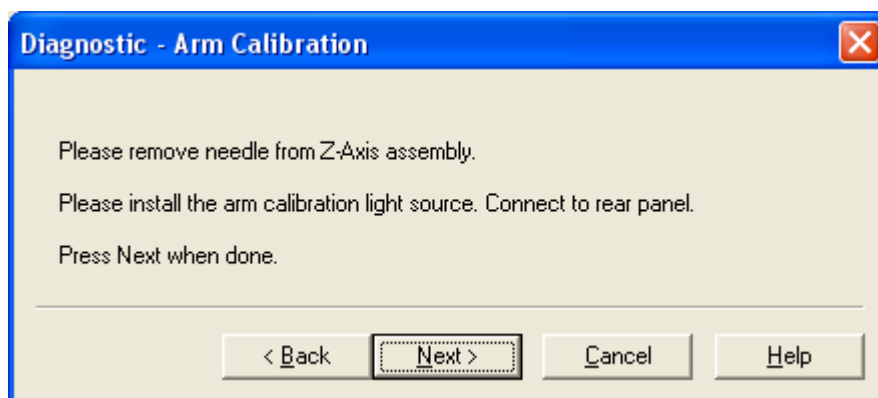 Diagnostic - Arm Calibration
Please remove needle from Z-Axis assembly.
Please install the arm calibration light source. Connect to rear panel.
Press Next when done.
< Back Next > Cancel Help